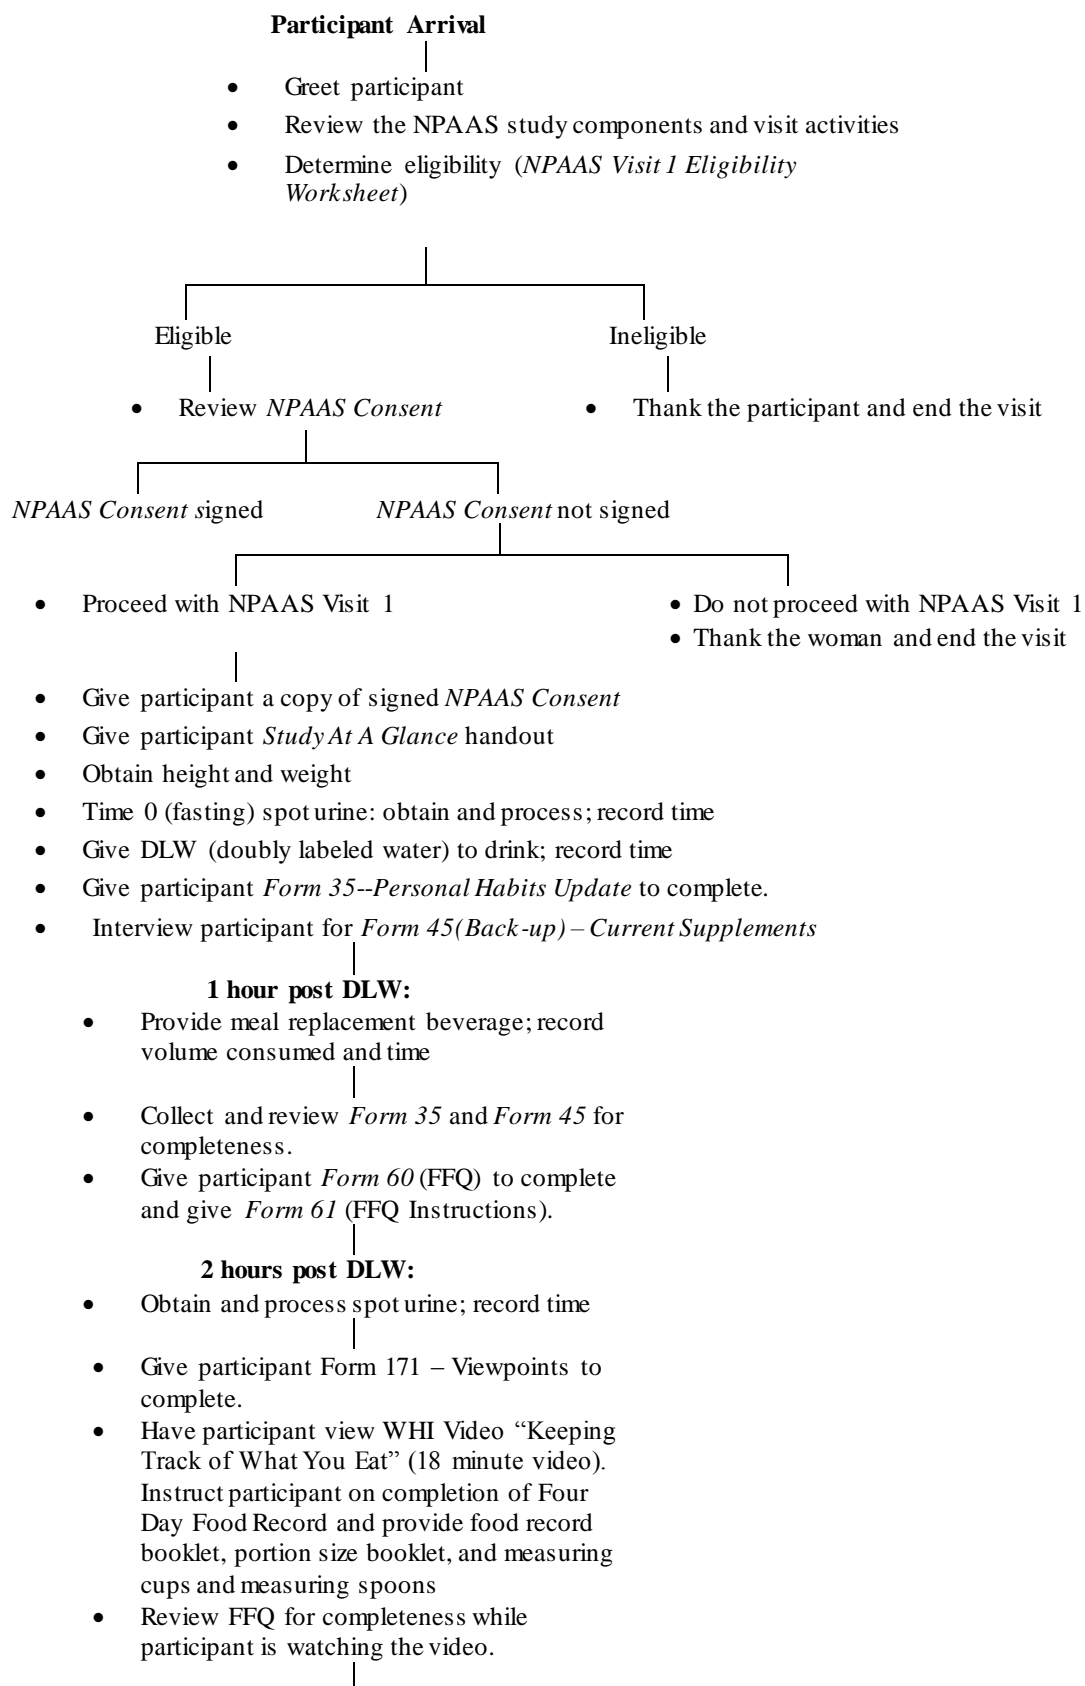 Participant Arrival
• Greet participant
• Review the NPAAS study components and visit activities
• Determine eligibility (NPAAS Visit 1 Eligibility
Worksheet)
Eligible
Ineligible
• Review NPAAS Consent
• Thank the participant and end the visit
NPAAS Consent signed
NPAAS Consent not signed
• Proceed with NPAAS Visit 1
• Do not proceed with NPAAS Visit 1
• Thank the woman and end the visit
• Give participant a copy of signed NPAAS Consent
• Give participant Study At A Glance handout
• Obtain height and weight
• Time 0 (fasting) spot urine: obtain and process; record time
• Give DLW (doubly labeled water) to drink; record time
• Give participant Form 35--Personal Habits Update to complete.
• Interview participant for Form 45(Back-up) – Current Supplements
1 hour post DLW:
• Provide meal replacement beverage; record
volume consumed and time
• Collect and review Form 35 and Form 45 for
completeness.
• Give participant Form 60 (FFQ) to complete
and give Form 61 (FFQ Instructions).
2 hours post DLW:
• Obtain and process spot urine; record time
• Give participant Form 171 – Viewpoints to
complete.
• Have participant view WHI Video “Keeping
Track of What You Eat” (18 minute video).
Instruct participant on completion of Four
Day Food Record and provide food record
booklet, portion size booklet, and measuring
cups and measuring spoons
• Review FFQ for completeness while
participant is watching the video.